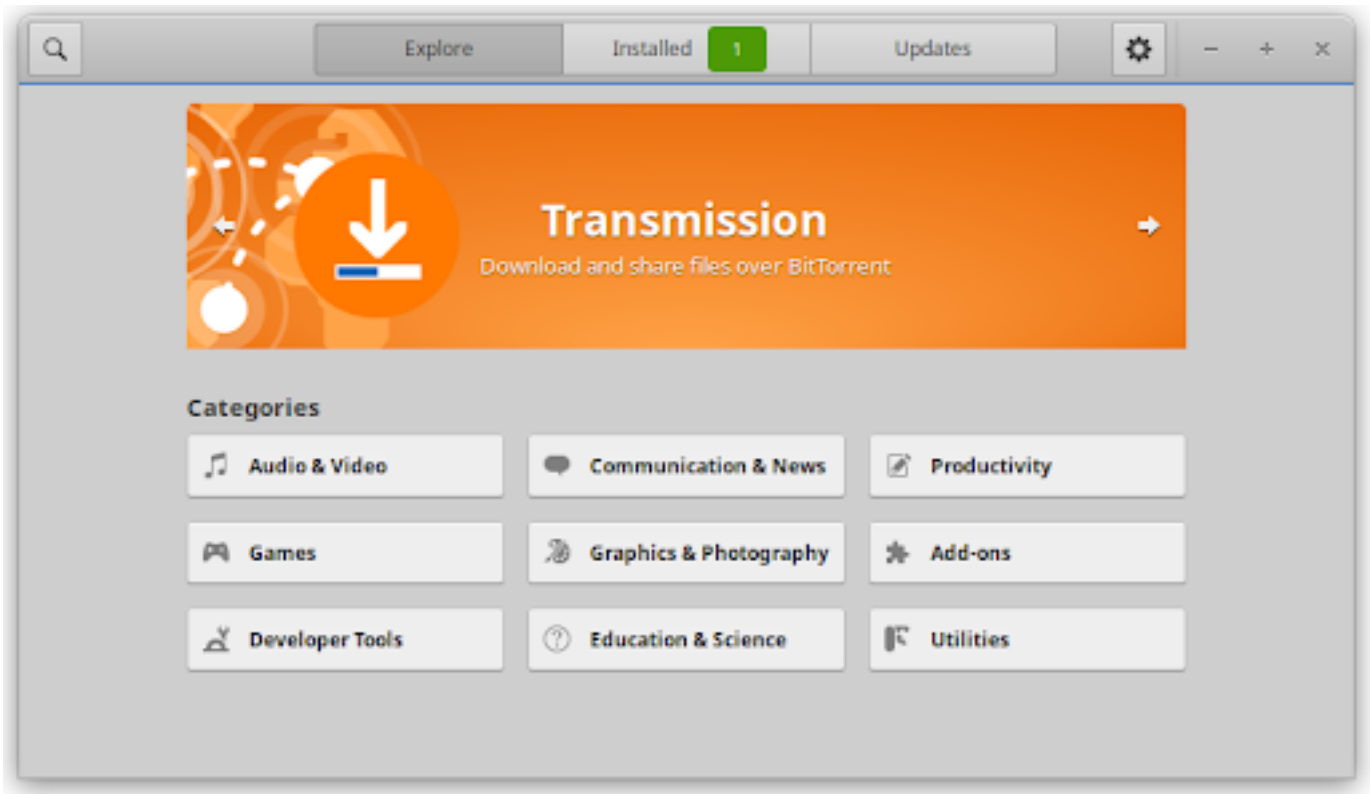 Explore Installed 1 Updates
Transmission
Download and share files over BitTorrent
Categories
Audio & Video Communication & News Productivity
Games Graphics & Photography Add-ons
Developer Tools Education & Science Utilities